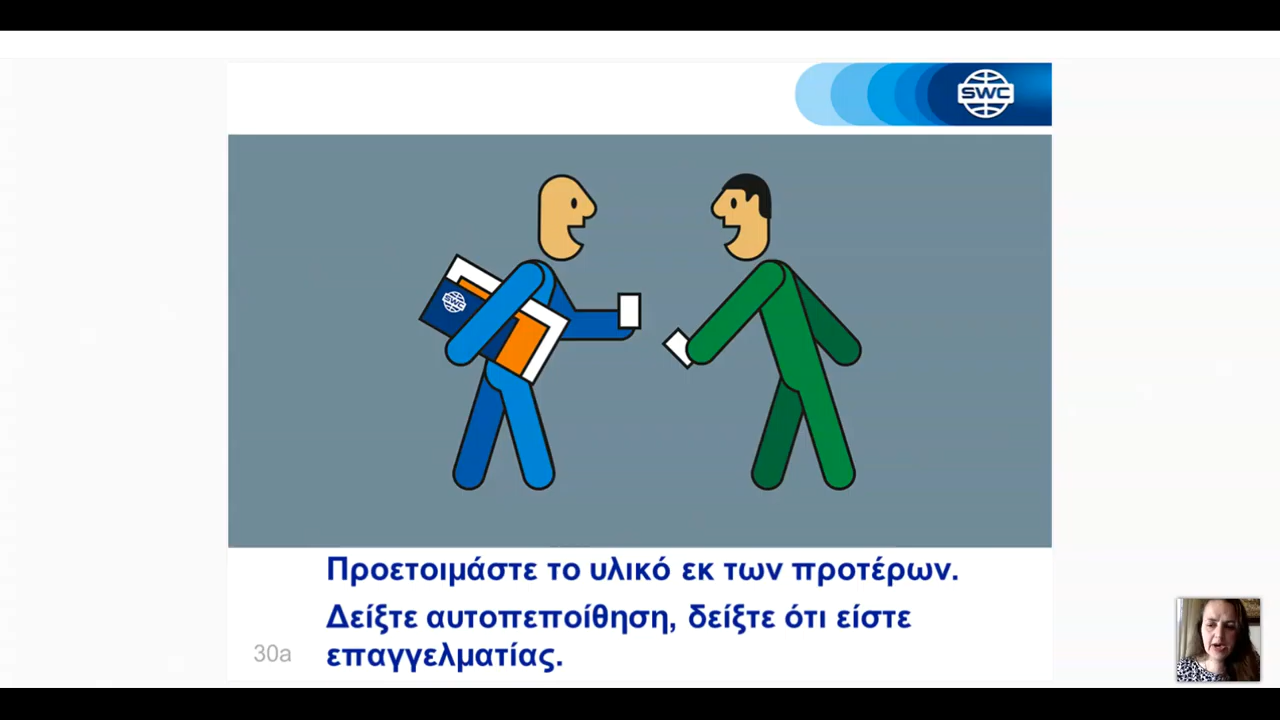 SWC
SWC
Προετοιμάστε το υλικό εκ των προτέρων.
Δείξτε αυτοπεποίθηση, δείξτε ότι είστε
επαγγελματίας.
30a